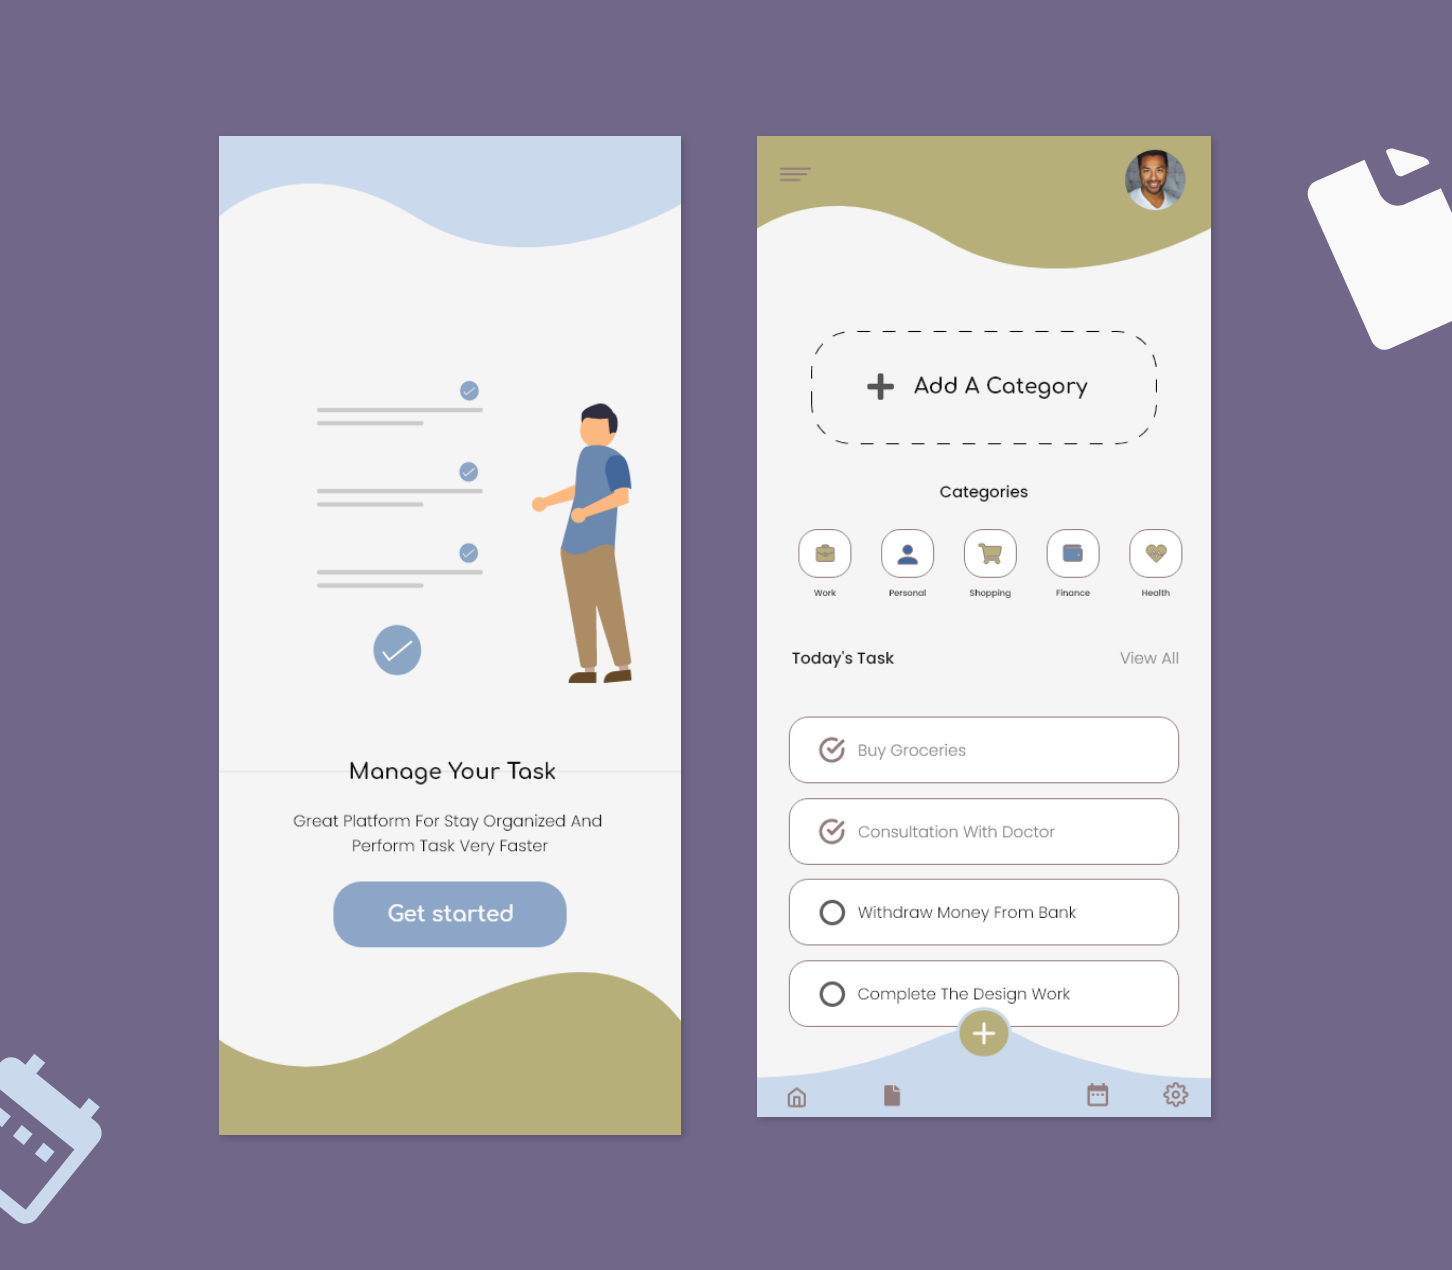 Manage Your Task
Great Platform For Stay Organized And
Perform Task Very Faster
Get started
Add A Category
Categories
Work Personal Shopping Finance Health
Today's Task View All
Buy Groceries
Consultation With Doctor
Withdraw Money From Bank
Complete The Design Work